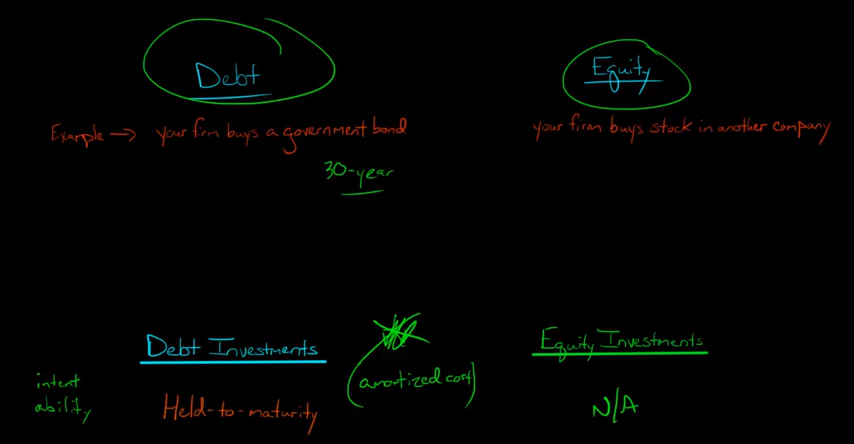 Debt
Equity
Example → your firm buys a government bond
your firm buys stock in another company
30-year
Debt Investments
Equity Investments
intent
ability
Held-to-maturity
(amortized cost)
N/A